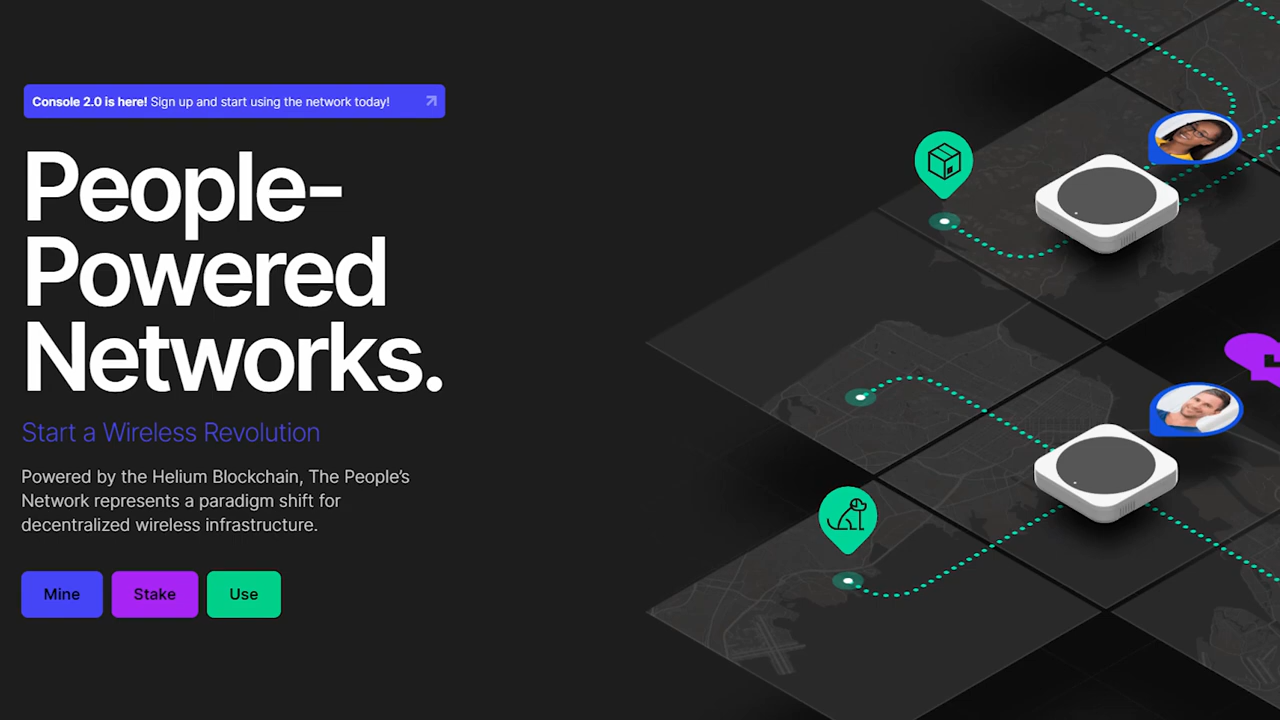 Console 2.0 is here! Sign up and start using the network today!
People-
Powered
Networks.
Start a Wireless Revolution
Powered by the Helium Blockchain, The People’s
Network represents a paradigm shift for
decentralized wireless infrastructure.
Mine Stake Use